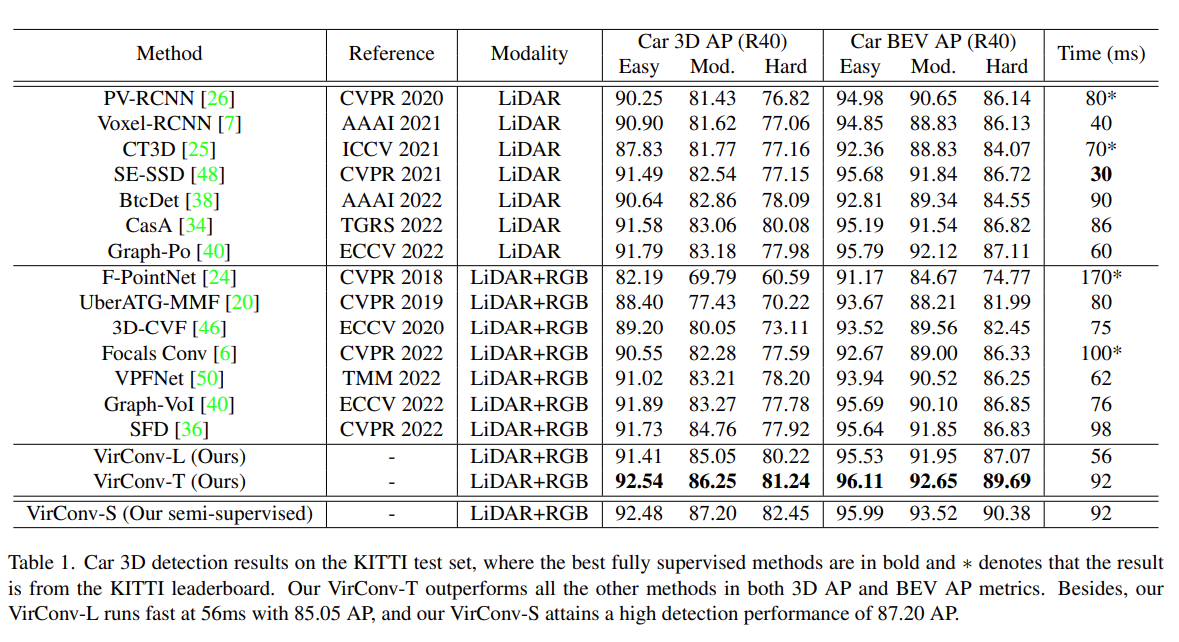 Method Reference Modality Car 3D AP (R40) Car BEV AP (R40) Time (ms)
Easy Mod. Hard Easy Mod. Hard
PV-RCNN [26] CVPR 2020 LiDAR 90.25 81.43 76.82 94.98 90.65 86.14 80*
Voxel-RCNN [7] AAAI 2021 LiDAR 90.90 81.62 77.06 94.85 88.83 86.13 40
CT3D [25] ICCV 2021 LiDAR 87.83 81.77 77.16 92.36 88.83 84.07 70*
SE-SSD [48] CVPR 2021 LiDAR 91.49 82.54 77.15 95.68 91.84 86.72 30
BtcDet [38] AAAI 2022 LiDAR 90.64 82.86 78.09 92.81 89.34 84.55 90
CasA [34] TGRS 2022 LiDAR 91.58 83.06 80.08 95.19 91.54 86.82 86
Graph-Po [40] ECCV 2022 LiDAR 91.79 83.18 77.98 95.79 92.12 87.11 60
F-PointNet [24] CVPR 2018 LiDAR+RGB 82.19 69.79 60.59 91.17 84.67 74.77 170*
UberATG-MMF [20] CVPR 2019 LiDAR+RGB 88.40 77.43 70.22 93.67 88.21 81.99 80
3D-CVF [46] ECCV 2020 LiDAR+RGB 89.20 80.05 73.11 93.52 89.56 82.45 75
Focals Conv [6] CVPR 2022 LiDAR+RGB 90.55 82.28 77.59 92.67 89.00 86.33 100*
VPFNet [50] TMM 2022 LiDAR+RGB 91.02 83.21 78.20 93.94 90.52 86.25 62
Graph-VoI [40] ECCV 2022 LiDAR+RGB 91.89 83.27 77.78 95.69 90.10 86.85 76
SFD [36] CVPR 2022 LiDAR+RGB 91.73 84.76 77.92 95.64 91.85 86.83 98
VirConv-L (Ours) - LiDAR+RGB 91.41 85.05 80.22 95.53 91.95 87.07 56
VirConv-T (Ours) - LiDAR+RGB 92.54 86.25 81.24 96.11 92.65 89.69 92
VirConv-S (Our semi-supervised) - LiDAR+RGB 92.48 87.20 82.45 95.99 93.52 90.38 92
Table 1. Car 3D detection results on the KITTI test set, where the best fully supervised methods are in bold and ∗ denotes that the result
is from the KITTI leaderboard. Our VirConv-T outperforms all the other methods in both 3D AP and BEV AP metrics. Besides, our
VirConv-L runs fast at 56ms with 85.05 AP, and our VirConv-S attains a high detection performance of 87.20 AP.